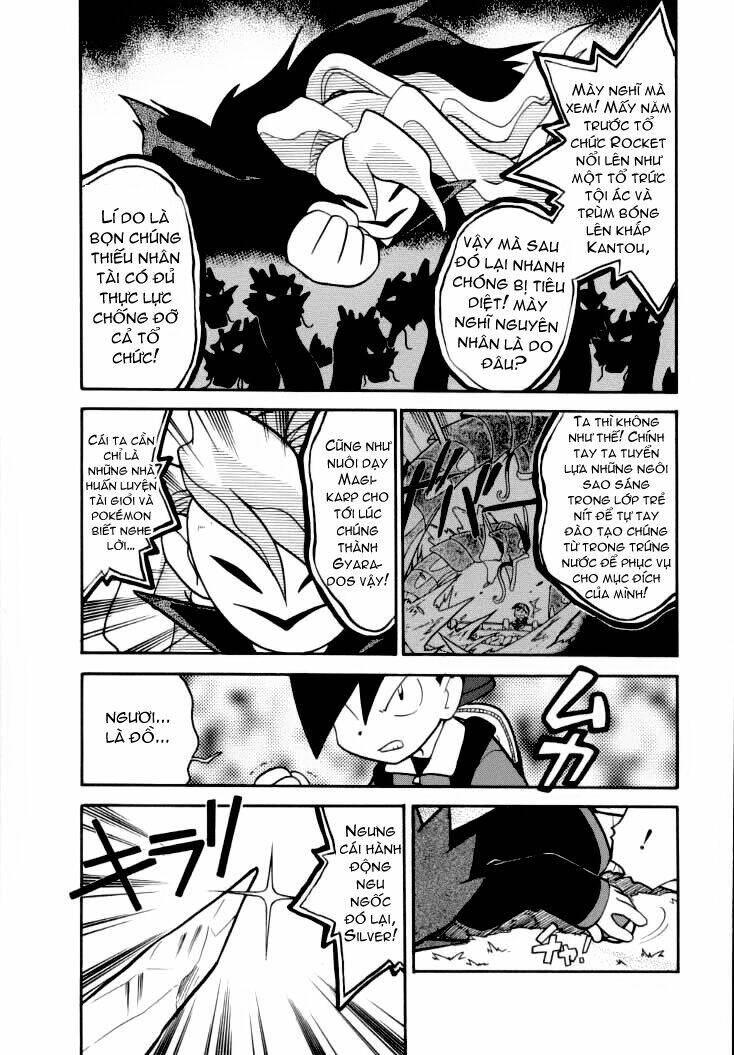 Mày nghĩ mà
xem! Mấy năm
trước tổ
chức Rocket
nổi lên như
một tổ trức
tội ác và
trùm bóng
lên khắp
Kantou,
vậy mà sau
đó lại nhanh
chóng bị tiêu
diệt! Mày
nghĩ nguyên
nhân là do
đâu?
Lí do là
bọn chúng
thiếu nhân
tài có đủ
thực lực
chống đỡ
cả tổ
chức!
Ta thì không
như thế! Chính
tay ta tuyển
lựa những ngôi
sao sáng
trong lớp trẻ
nít để tự tay
đào tạo chúng
từ trong trứng
nước để phục vụ
cho mục đích
của mình!
Cũng như
nuôi dạy
Magi-
karp cho
tới lúc
chúng
thành
Gyara-
dos vậy!
Cái ta cần
chỉ là
những nhà
huấn luyện
tài giỏi và
Pokémon
biết nghe
lời...
ムカ
Ngươi...
là đồ...
!
Ngưng
cái hành
động
ngu
ngốc
đó lại,
Silver!
キラリ